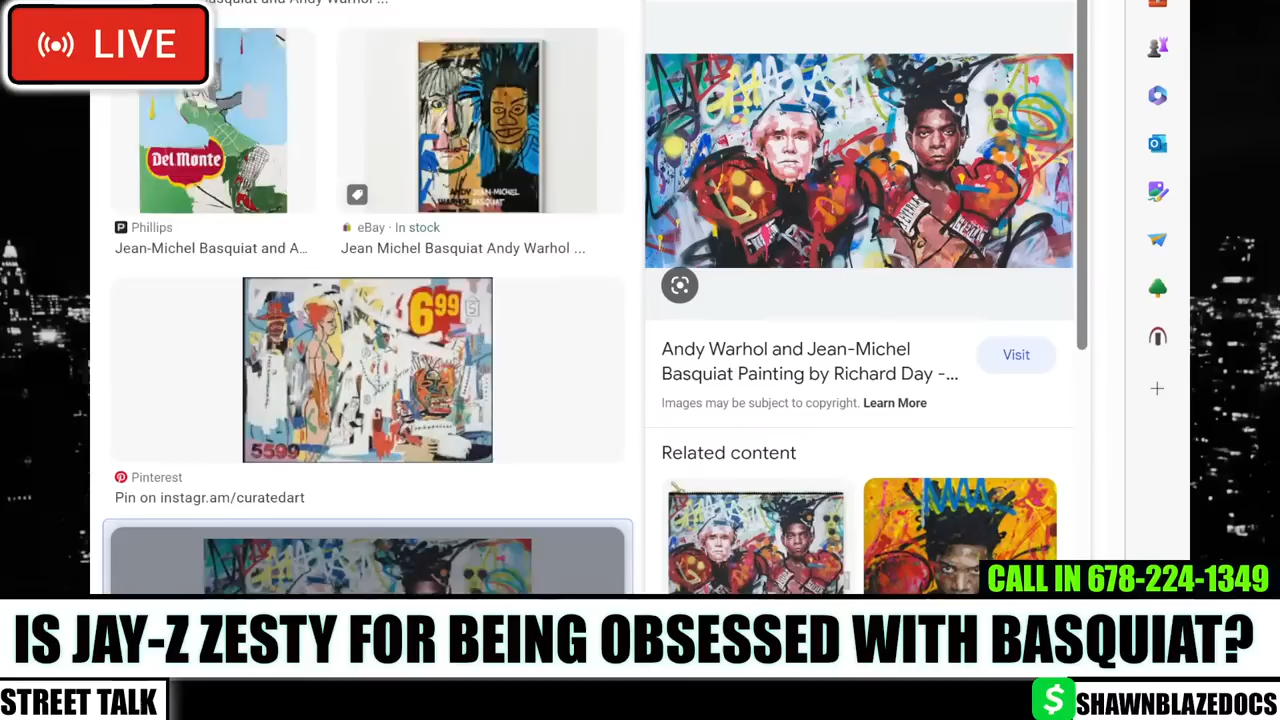 LIVE
Del Monte
Phillips
Jean-Michel Basquiat and A...
eBay · In stock
Jean Michel Basquiat Andy Warhol ...
6 99
5599
Pinterest
Pin on instagr.am/curatedart
Andy Warhol and Jean-Michel
Basquiat Painting by Richard Day -...
Visit
Images may be subject to copyright. Learn More
Related content
CALL IN 678-224-1349
IS JAY-Z ZESTY FOR BEING OBSESSED WITH BASQUIAT?
STREET TALK
$ SHAWNBLAZEDOCS